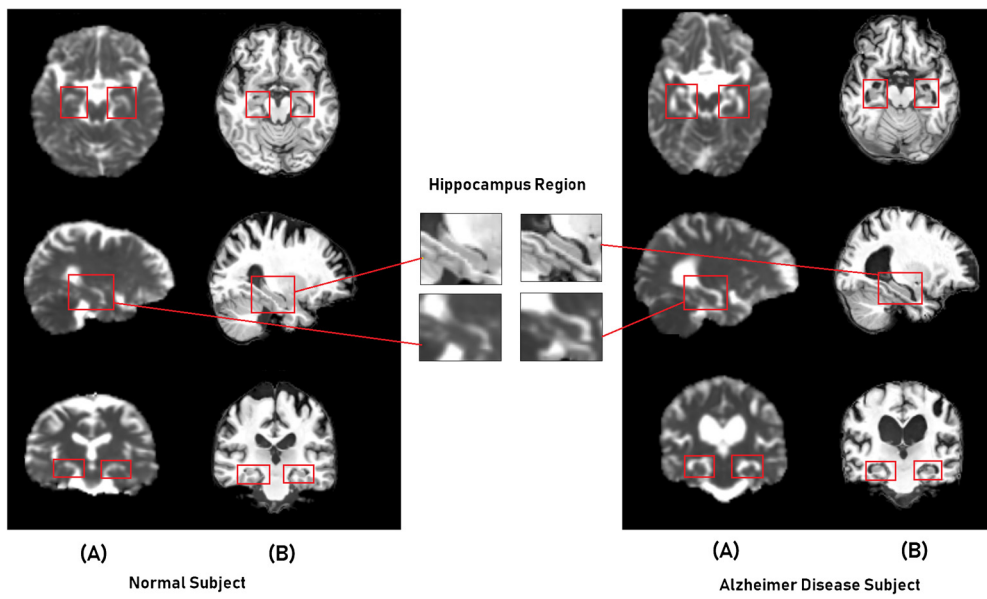 Hippocampus Region
(A)
(B)
Normal Subject
(A)
(B)
Alzheimer Disease Subject